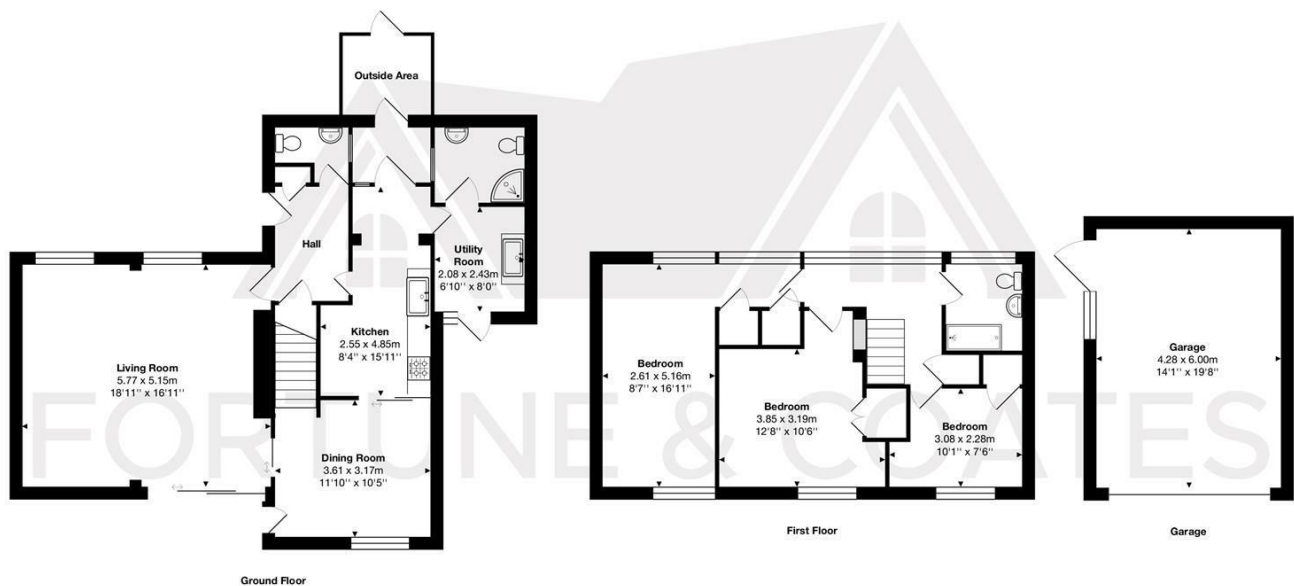 Outside Area
Hall
Utility
Room
2.08 x 2.43m
6'10'' x 8'0''
Kitchen
2.55 x 4.85m
8'4'' x 15'11''
Living Room
5.77 x 5.15m
18'11'' x 16'11''
Dining Room
3.61 x 3.17m
11'10'' x 10'5''
Ground Floor
Bedroom
2.61 x 5.16m
8'7'' x 16'11''
Bedroom
3.85 x 3.19m
12'8'' x 10'6''
Bedroom
3.08 x 2.28m
10'1'' x 7'6''
First Floor
Garage
4.28 x 6.00m
14'1'' x 19'8''
Garage
FORTUNE & COATES